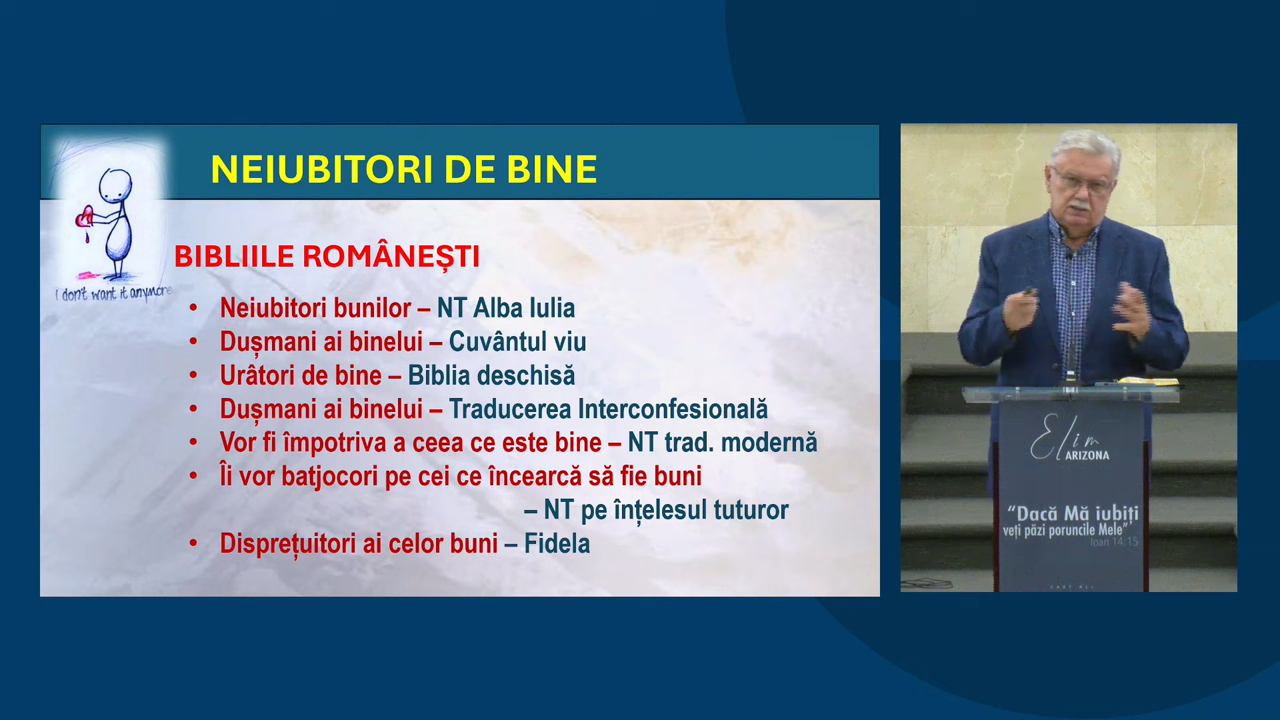 NEIUBITORI DE BINE
I don't want it anymore
BIBLIILE ROMÂNEȘTI
• Neiubitori bunilor – NT Alba Iulia
• Dușmani ai binelui – Cuvântul viu
• Urâtori de bine – Biblia deschisă
• Dușmani ai binelui – Traducerea Interconfesională
• Vor fi împotriva a ceea ce este bine – NT trad. modernă
• Îi vor batjocori pe cei ce încearcă să fie buni
– NT pe înțelesul tuturor
• Disprețuitori ai celor buni – Fidela
Elim
ARIZONA
“Dacă Mă iubiți
veți păzi poruncile Mele”
Ioan 14:15